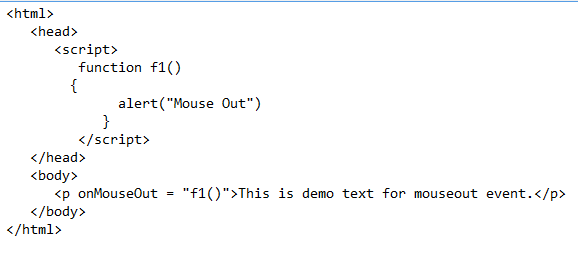 <html>
<head>
<script>
function f1()
{
alert("Mouse Out")
}
</script>
</head>
<body>
<p onMouseOut = "f1()">This is demo text for mouseout event.</p>
</body>
</html>